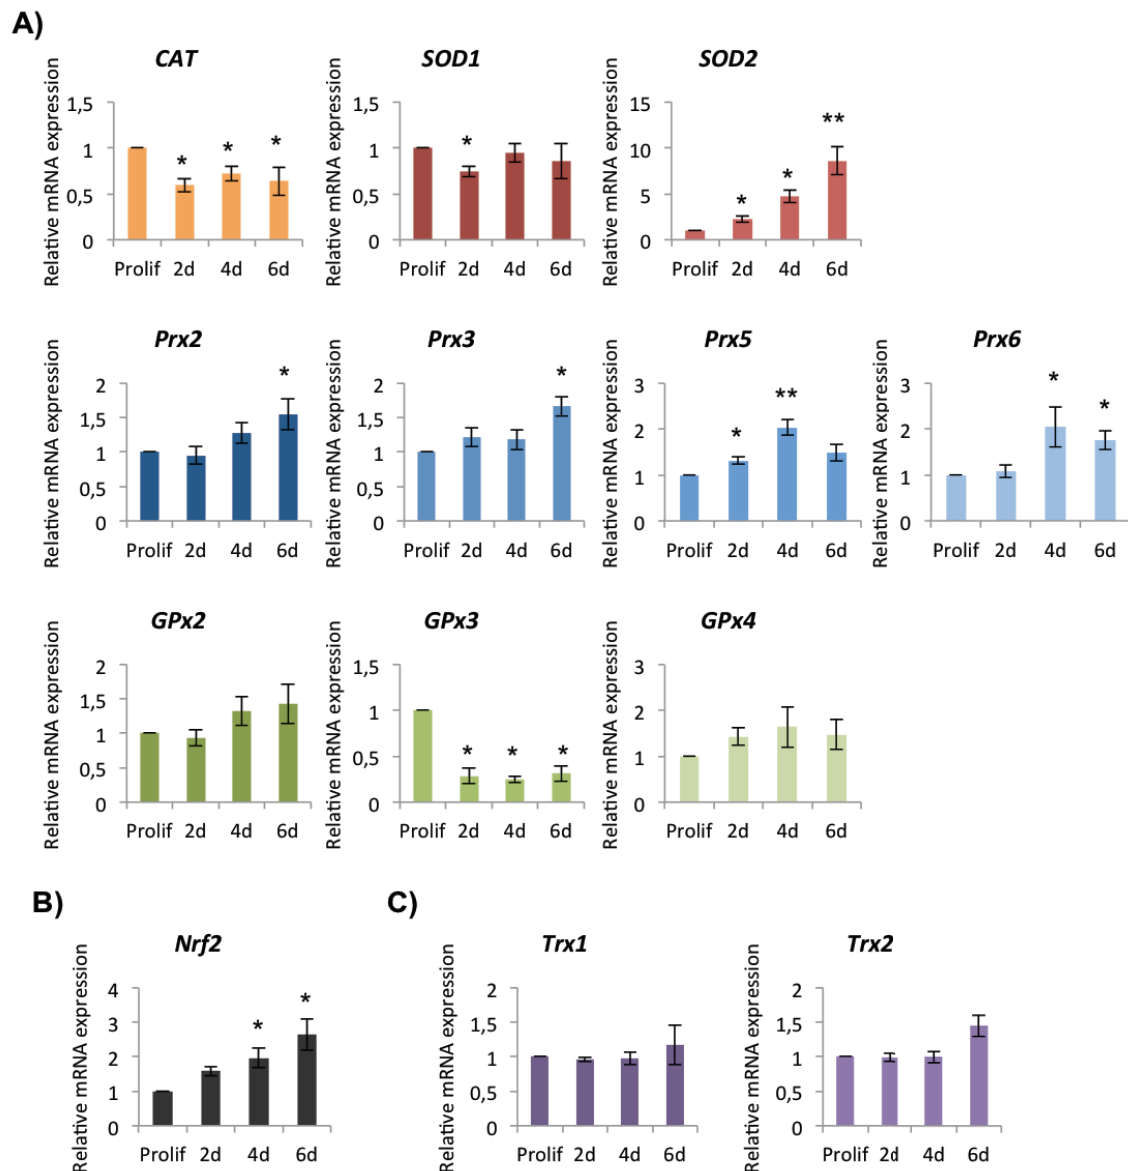 A)
CAT
SOD1
SOD2
Relative mRNA expression
1,5
1
0,5
0
*
*
*
Prolif 2d 4d 6d
Relative mRNA expression
1,5
1
0,5
0
*
Prolif 2d 4d 6d
Relative mRNA expression
15
10
5
0
*
*
**
Prolif 2d 4d 6d
Prx2
Prx3
Prx5
Prx6
Relative mRNA expression
2
1,5
1
0,5
0
*
Prolif 2d 4d 6d
Relative mRNA expression
2
1,5
1
0,5
0
*
Prolif 2d 4d 6d
Relative mRNA expression
3
2
1
0
*
**
Prolif 2d 4d 6d
Relative mRNA expression
3
2
1
0
*
*
Prolif 2d 4d 6d
GPx2
GPx3
GPx4
Relative mRNA expression
2
1,5
1
0,5
0
Prolif 2d 4d 6d
Relative mRNA expression
1,5
1
0,5
0
*
*
*
Prolif 2d 4d 6d
Relative mRNA expression
3
2
1
0
Prolif 2d 4d 6d
B)
Nrf2
Relative mRNA expression
4
3
2
1
0
*
*
Prolif 2d 4d 6d
C)
Trx1
Trx2
Relative mRNA expression
2
1,5
1
0,5
0
Prolif 2d 4d 6d
Relative mRNA expression
2
1,5
1
0,5
0
Prolif 2d 4d 6d